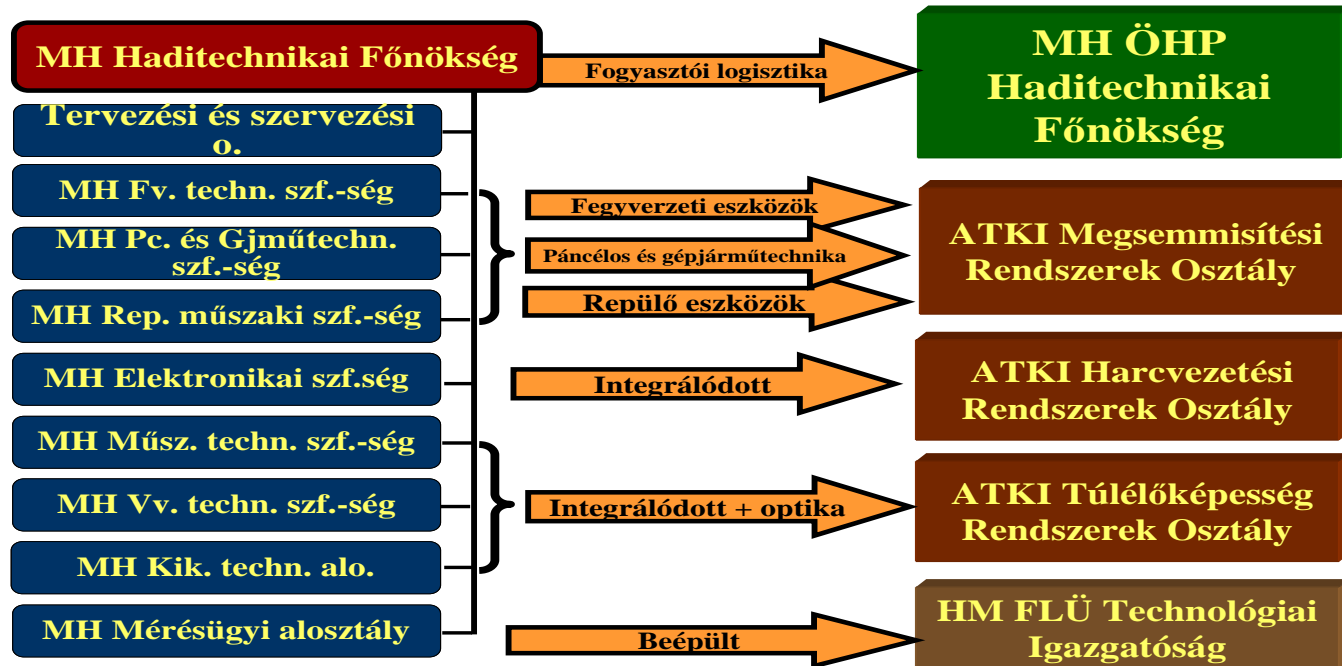 MH Haditechnikai Főnökség
Tervezési és szervezési
o.
MH Fv. techn. szf.-ség
MH Pc. és Gjműtechn.
szf.-ség
MH Rep. műszaki szf.-ség
MH Elektronikai szf.ség
MH Műsz. techn. szf.-ség
MH Vv. techn. szf.-ség
MH Kik. techn. alo.
MH Mérésügyi alosztály
Fogyasztói logisztika
Fegyverzeti eszközök
Páncélos és gépjárműtechnika
Repülő eszközök
Integrálódott
Integrálódott + optika
Beépült
MH ÖHP
Haditechnikai
Főnökség
ATKI Megsemmisítési
Rendszerek Osztály
ATKI Harcvezetési
Rendszerek Osztály
ATKI Túlélőképesség
Rendszerek Osztály
HM FLÜ Technológiai
Igazgatóság